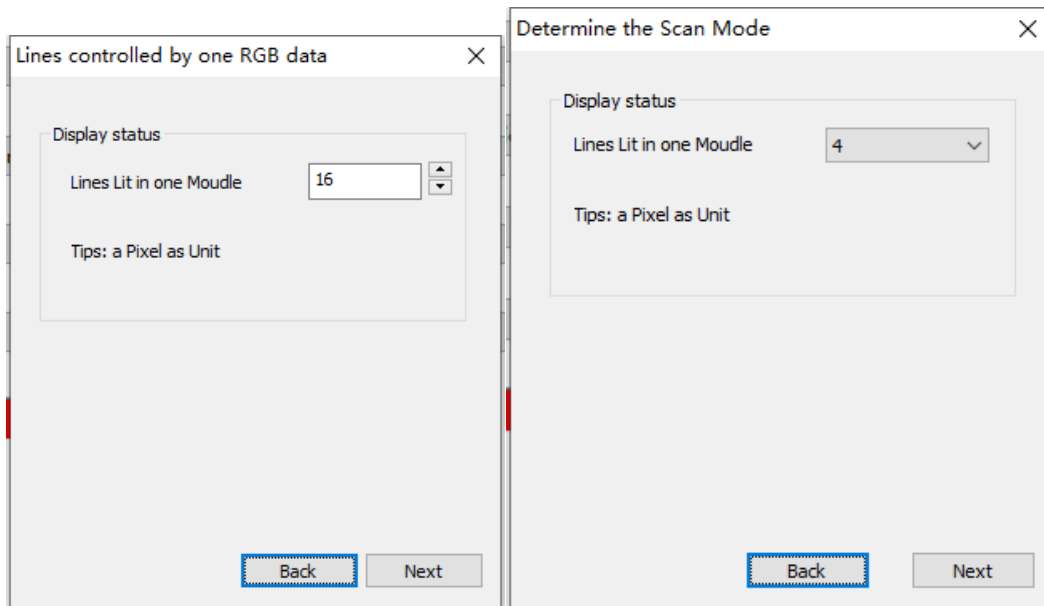 Lines controlled by one RGB data
Display status
Lines Lit in one Moudle
16
Tips: a Pixel as Unit
Back
Next
Determine the Scan Mode
Display status
Lines Lit in one Moudle
4
Tips: a Pixel as Unit
Back
Next